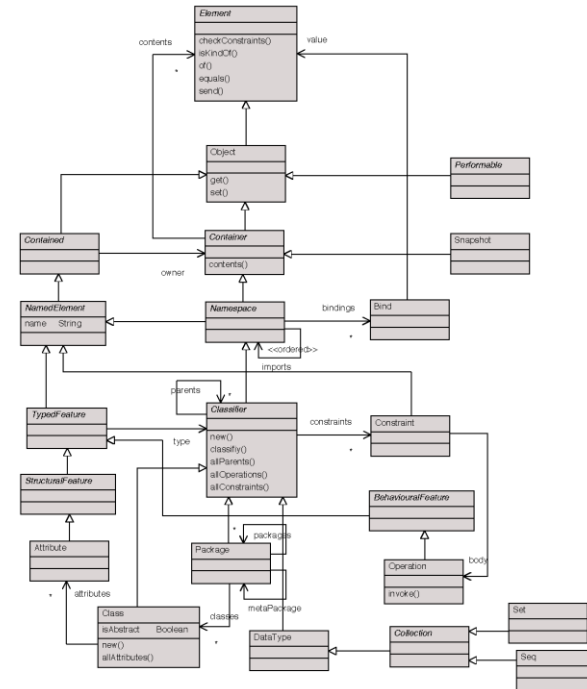 Element
checkConstraints()
isKindOf()
of()
equals()
send()
contents
*
value
Object
get()
set()
Performable
Contained
Container
contents()
Snapshot
owner
NamedElement
name String
Namespace
bindings
*
Bind
<<ordered>>
imports
parents
*
TypedFeature
type
Classifier
new()
classifiy()
allParents()
allOperations()
allConstraints()
constraints
*
Constraint
StructuralFeature
BehaviouralFeature
Attribute
*
attributes
Package
*
packages
metaPackage
Operation
invoke()
body
Class
isAbstract Boolean
new()
allAttributes()
classes
*
DataType
Collection
Set
Seq